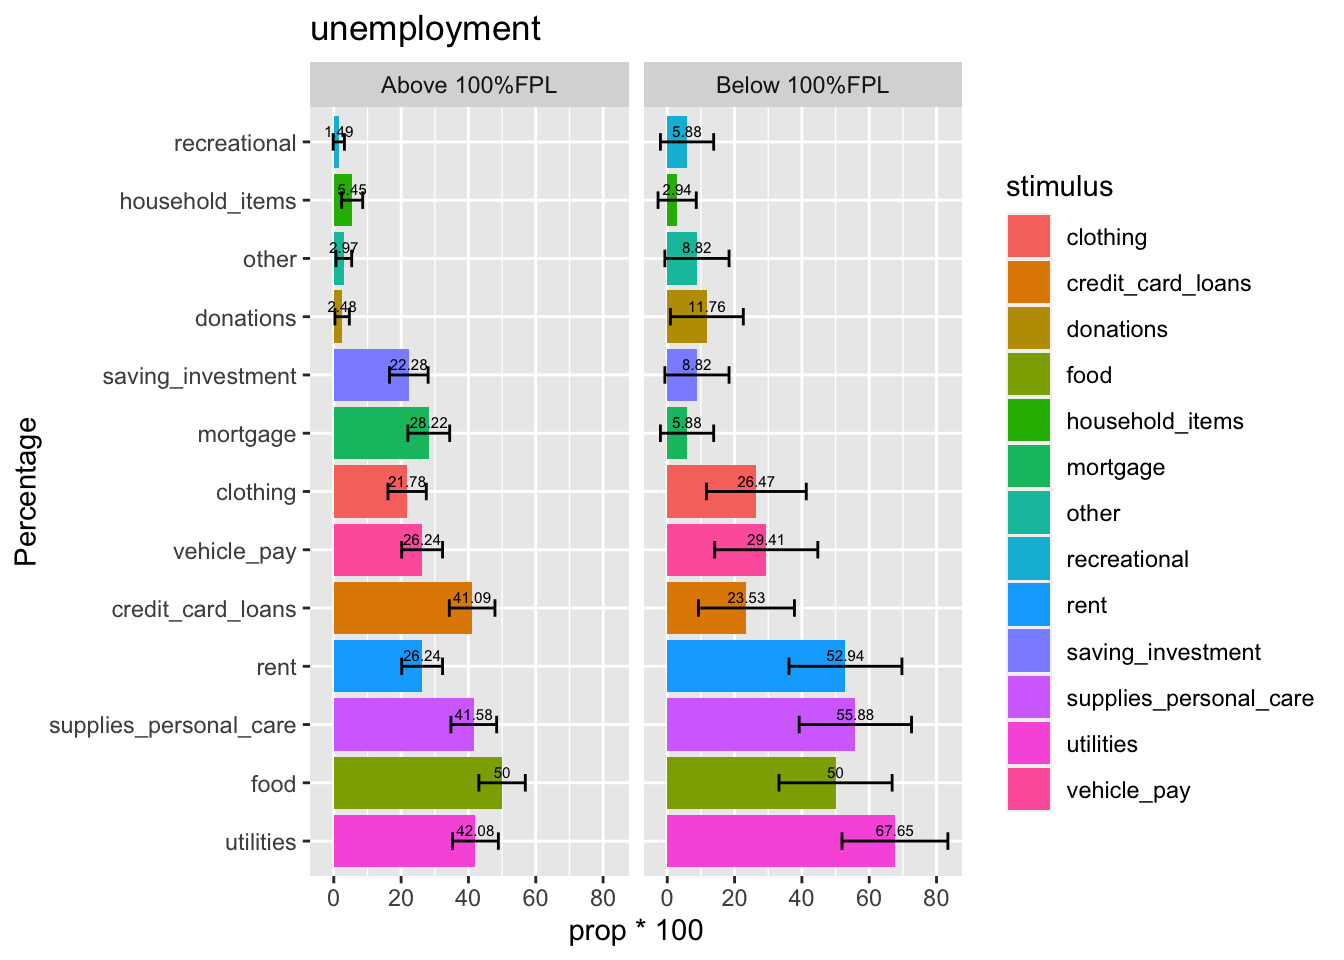 unemployment
Above 100%FPL
Below 100%FPL
Percentage
recreational
household_items
other
donations
saving_investment
mortgage
clothing
vehicle_pay
credit_card_loans
rent
supplies_personal_care
food
utilities
1.49
5.45
2.97
2.48
22.28
28.22
21.78
26.24
41.09
26.24
41.58
50
42.08
5.88
2.94
8.82
11.76
8.82
5.88
26.47
29.41
23.53
52.94
55.88
50
67.65
0 20 40 60 80
0 20 40 60 80
prop * 100
stimulus
clothing
credit_card_loans
donations
food
household_items
mortgage
other
recreational
rent
saving_investment
supplies_personal_care
utilities
vehicle_pay